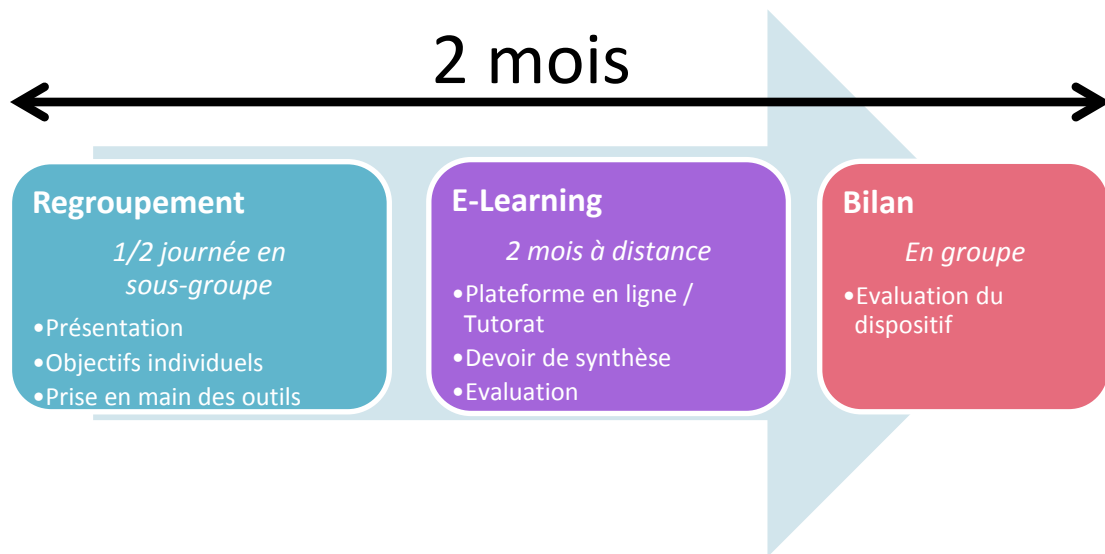 2 mois
Regroupement
1/2 journée en
sous-groupe
•Présentation
•Objectifs individuels
•Prise en main des outils
E-Learning
2 mois à distance
•Plateforme en ligne /
Tutorat
•Devoir de synthèse
•Evaluation
Bilan
En groupe
•Evaluation du
dispositif